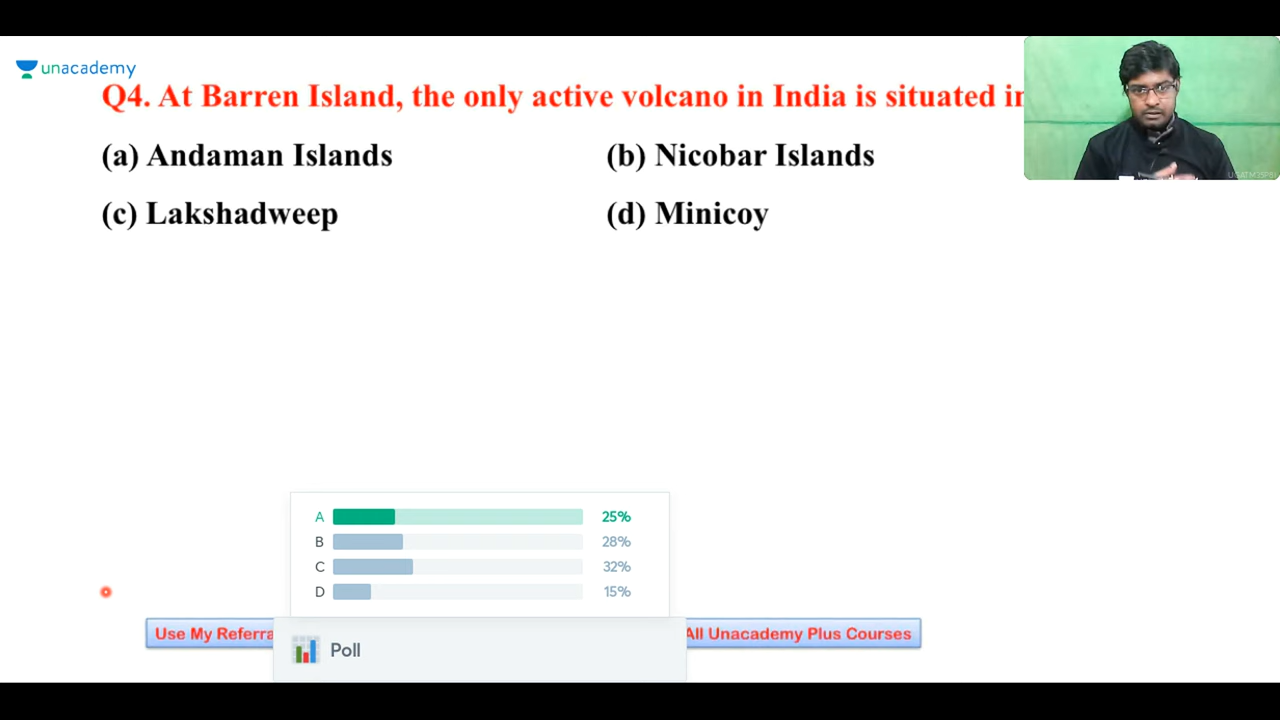 unacademy
Q4. At Barren Island, the only active volcano in India is situated in
(a) Andaman Islands (b) Nicobar Islands
(c) Lakshadweep (d) Minicoy
A 25%
B 28%
C 32%
D 15%
Use My Referra All Unacademy Plus Courses
Poll